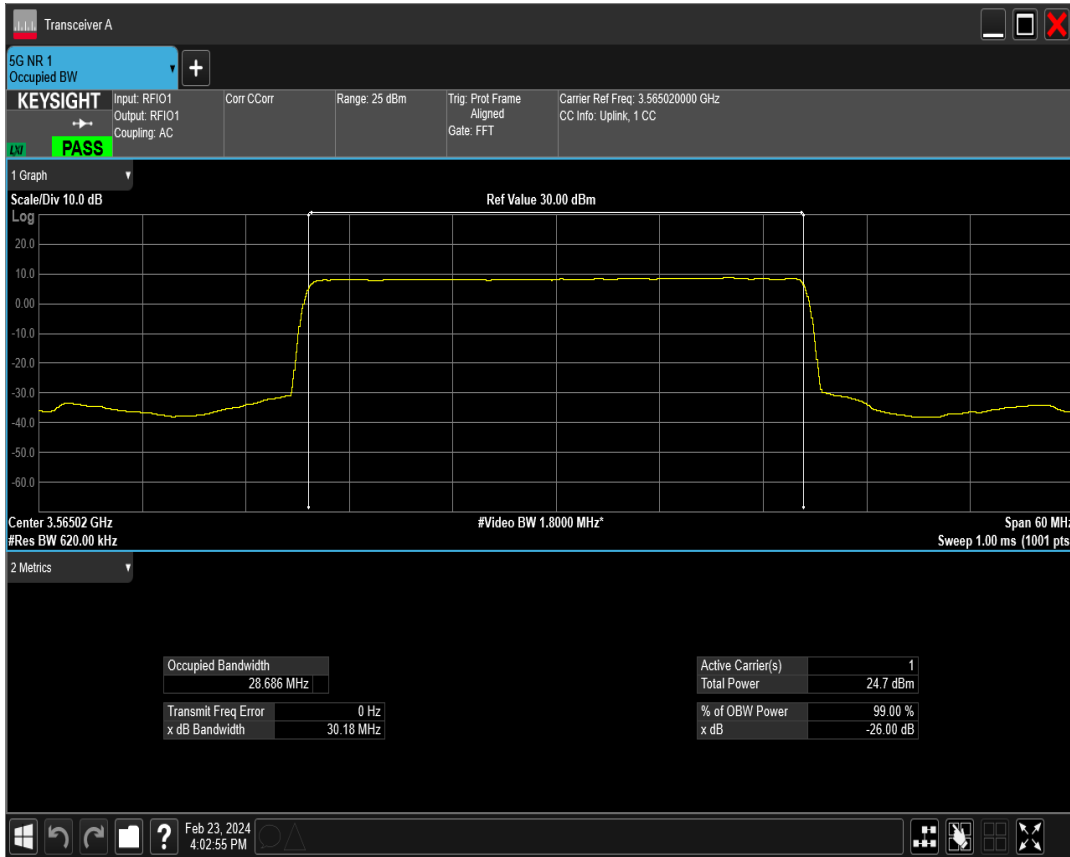 Transceiver A
5G NR 1
Occupied BW
+
KEYSIGHT
LXI
PASS
Input: RFIO1
Output: RFIO1
Coupling: AC
Corr CCorr
Range: 25 dBm
Trig: Prot Frame
Aligned
Gate: FFT
Carrier Ref Freq: 3.565020000 GHz
CC Info: Uplink, 1 CC
1 Graph
Scale/Div 10.0 dB
Ref Value 30.00 dBm
Log
20.0
10.0
0.00
-10.0
-20.0
-30.0
-40.0
-50.0
-60.0
Center 3.56502 GHz
#Video BW 1.8000 MHz*
Span 60 MHz
#Res BW 620.00 kHz
Sweep 1.00 ms (1001 pts
2 Metrics
Occupied Bandwidth
28.686 MHz
Transmit Freq Error 0 Hz
x dB Bandwidth 30.18 MHz
Active Carrier(s) 1
Total Power 24.7 dBm
% of OBW Power 99.00 %
x dB -26.00 dB
?
Feb 23, 2024
4:02:55 PM